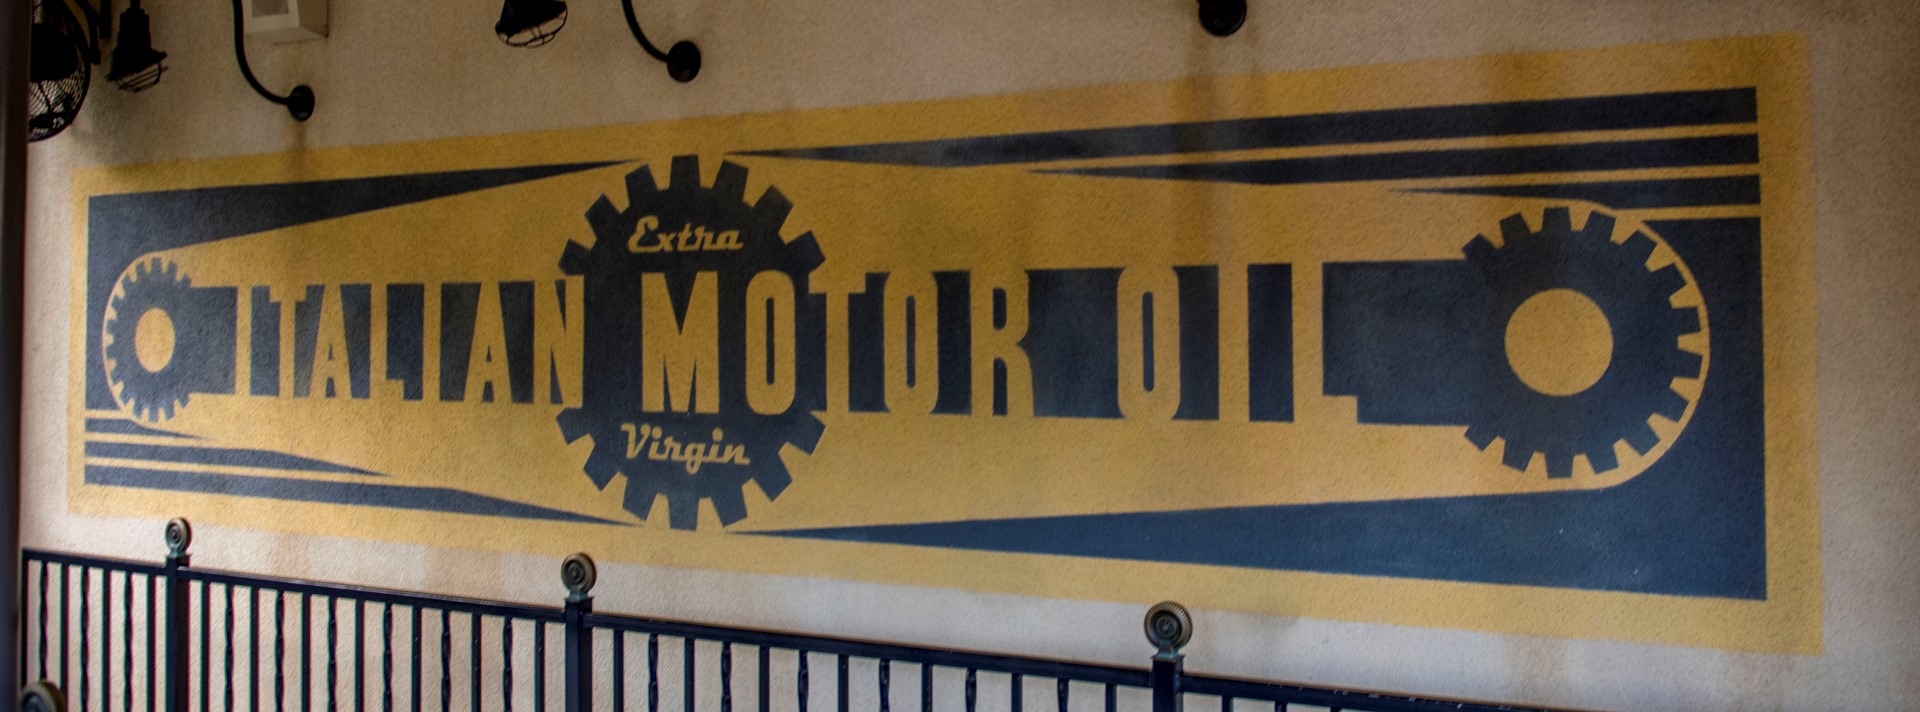 Extra
ITALIAN MOTOR OIL
Virgin